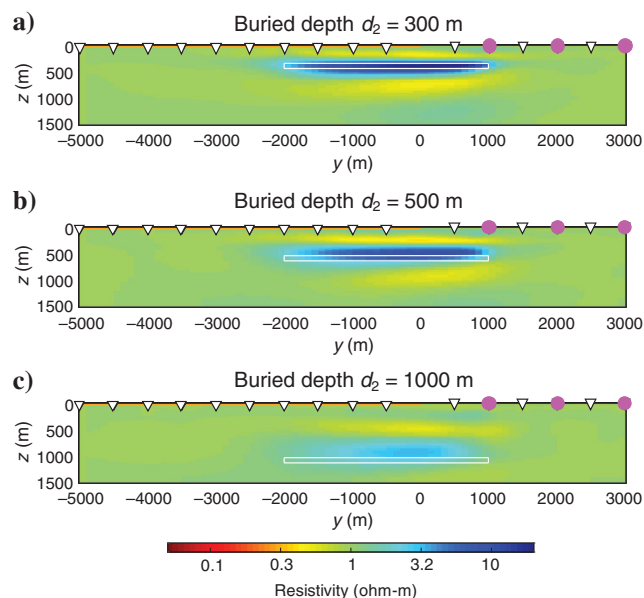 a) Buried depth d₂ = 300 m
0
500
1000
1500
z (m)
–5000 –4000 –3000 –2000 –1000 0 1000 2000 3000
y (m)
b) Buried depth d₂ = 500 m
0
500
1000
1500
z (m)
–5000 –4000 –3000 –2000 –1000 0 1000 2000 3000
y (m)
c) Buried depth d₂ = 1000 m
0
500
1000
1500
z (m)
–5000 –4000 –3000 –2000 –1000 0 1000 2000 3000
y (m)
0.1 0.3 1 3.2 10
Resistivity (ohm-m)